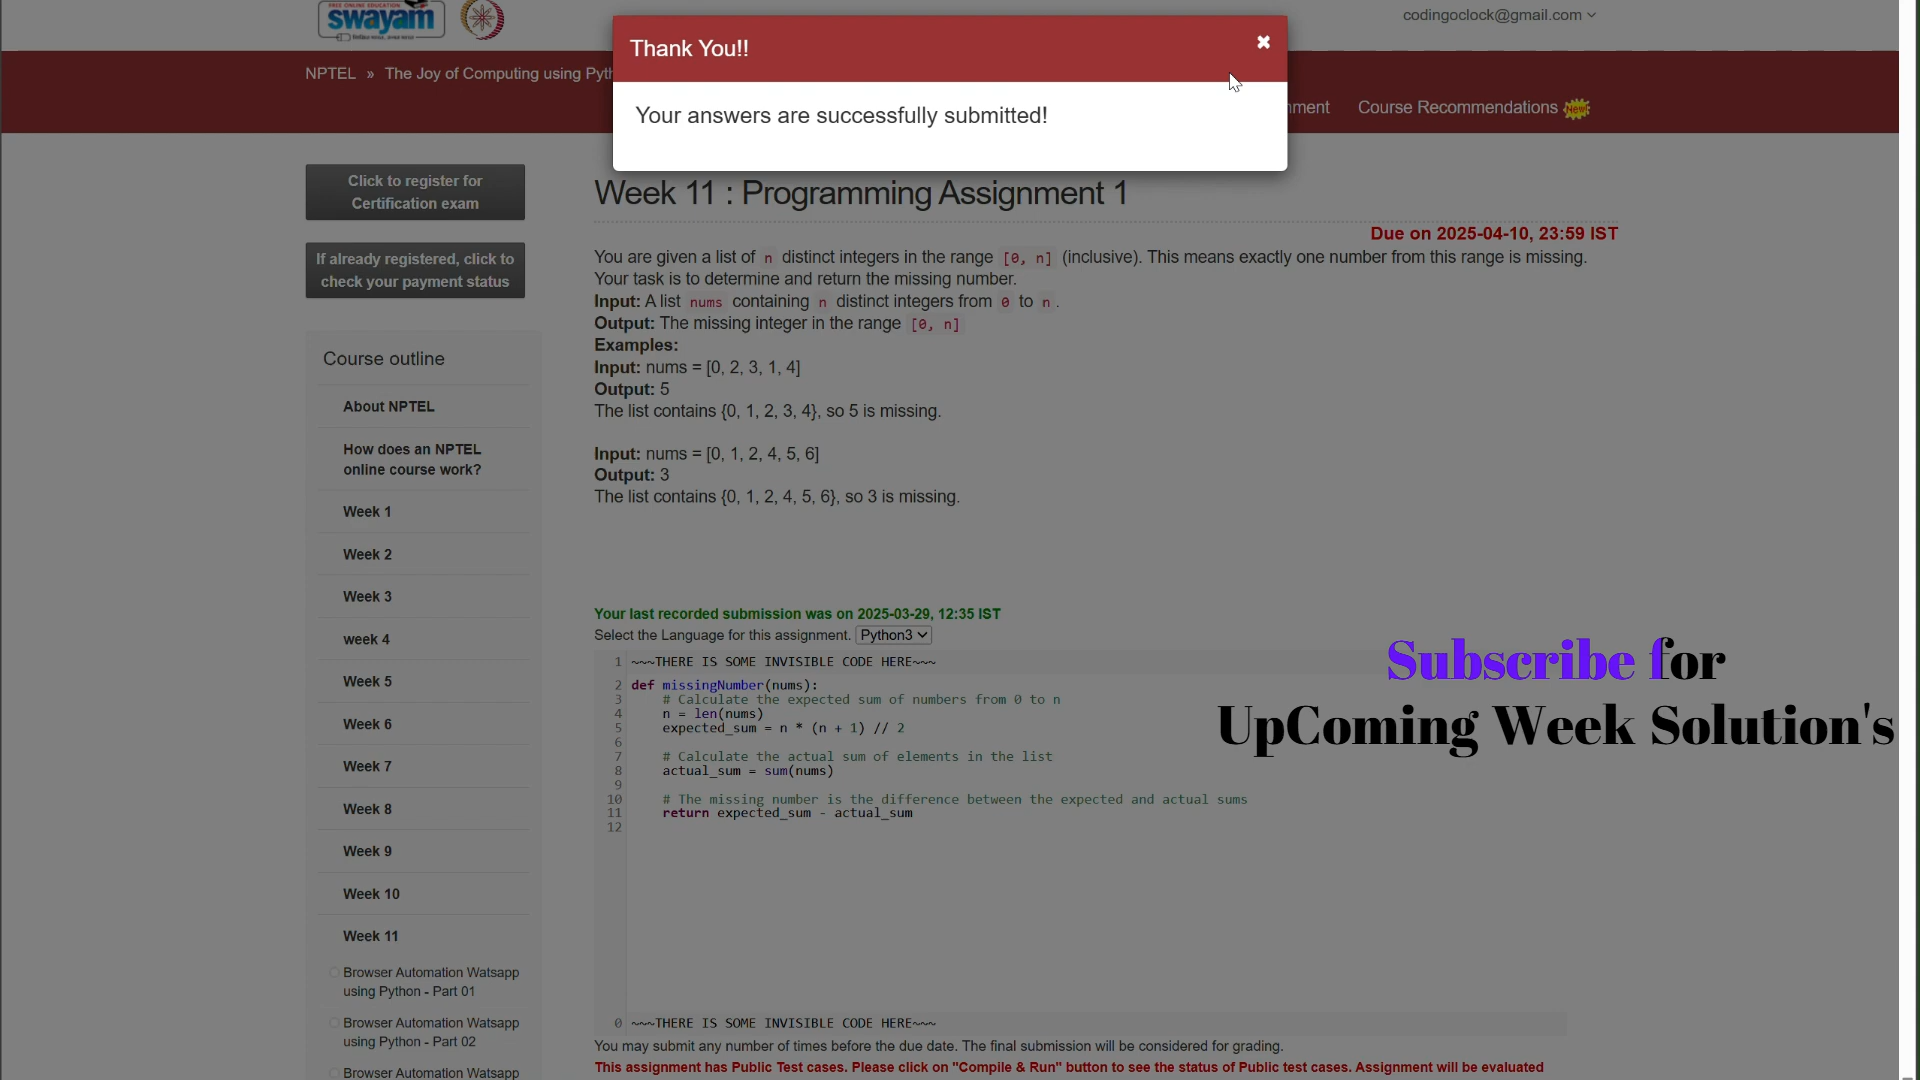 FREE ONLINE EDUCATION
swayam
codingoclock@gmail.com
Thank You!!
Your answers are successfully submitted!
NPTEL » The Joy of Computing using Pyth
nment Course Recommendations
Click to register for
Certification exam
If already registered, click to
check your payment status
Course outline
About NPTEL
How does an NPTEL
online course work?
Week 1
Week 2
Week 3
week 4
Week 5
Week 6
Week 7
Week 8
Week 9
Week 10
Week 11
Browser Automation Watsapp
using Python - Part 01
Browser Automation Watsapp
using Python - Part 02
Browser Automation Watsapp
Week 11 : Programming Assignment 1
Due on 2025-04-10, 23:59 IST
You are given a list of n distinct integers in the range [0, n] (inclusive). This means exactly one number from this range is missing.
Your task is to determine and return the missing number.
Input: A list nums containing n distinct integers from 0 to n.
Output: The missing integer in the range [0, n]
Examples:
Input: nums = [0, 2, 3, 1, 4]
Output: 5
The list contains {0, 1, 2, 3, 4}, so 5 is missing.
Input: nums = [0, 1, 2, 4, 5, 6]
Output: 3
The list contains {0, 1, 2, 4, 5, 6}, so 3 is missing.
Your last recorded submission was on 2025-03-29, 12:35 IST
Select the Language for this assignment. Python3
1 ~~~THERE IS SOME INVISIBLE CODE HERE~~~
2 def missingNumber(nums):
3 # Calculate the expected sum of numbers from 0 to n
4 n = len(nums)
5 expected_sum = n * (n + 1) // 2
6
7 # Calculate the actual sum of elements in the list
8 actual_sum = sum(nums)
9
10 # The missing number is the difference between the expected and actual sums
11 return expected_sum - actual_sum
12
0 ~~~THERE IS SOME INVISIBLE CODE HERE~~~
You may submit any number of times before the due date. The final submission will be considered for grading.
This assignment has Public Test cases. Please click on "Compile & Run" button to see the status of Public test cases. Assignment will be evaluated
Subscribe for
UpComing Week Solution's